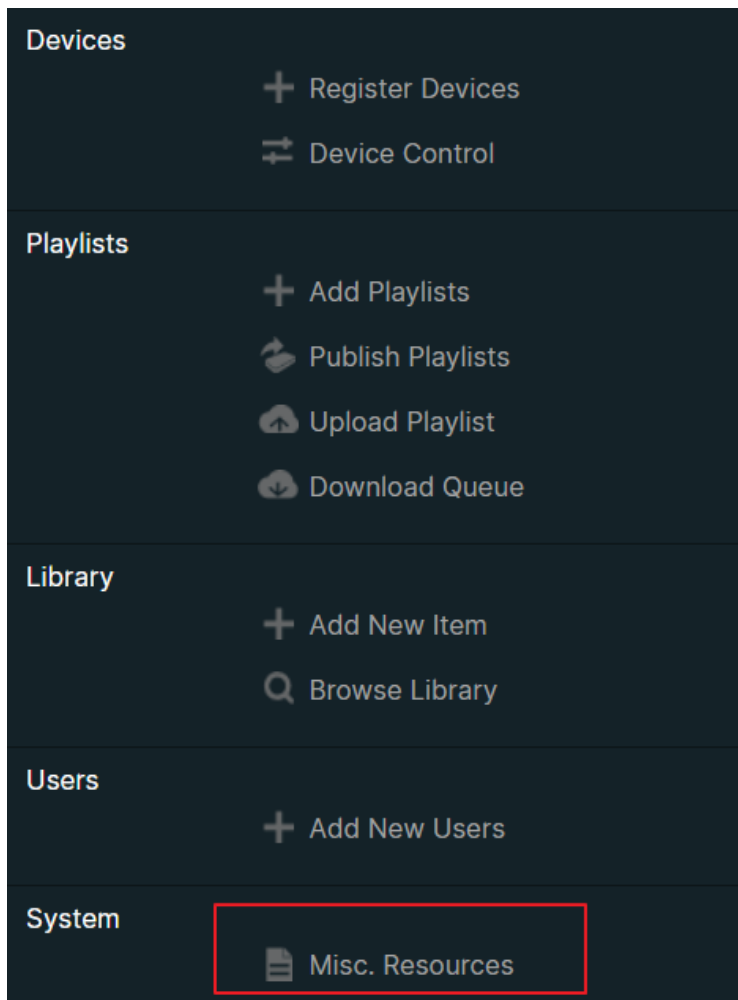 Devices
Register Devices
Device Control
Playlists
Add Playlists
Publish Playlists
Upload Playlist
Download Queue
Library
Add New Item
Browse Library
Users
Add New Users
System
Misc. Resources